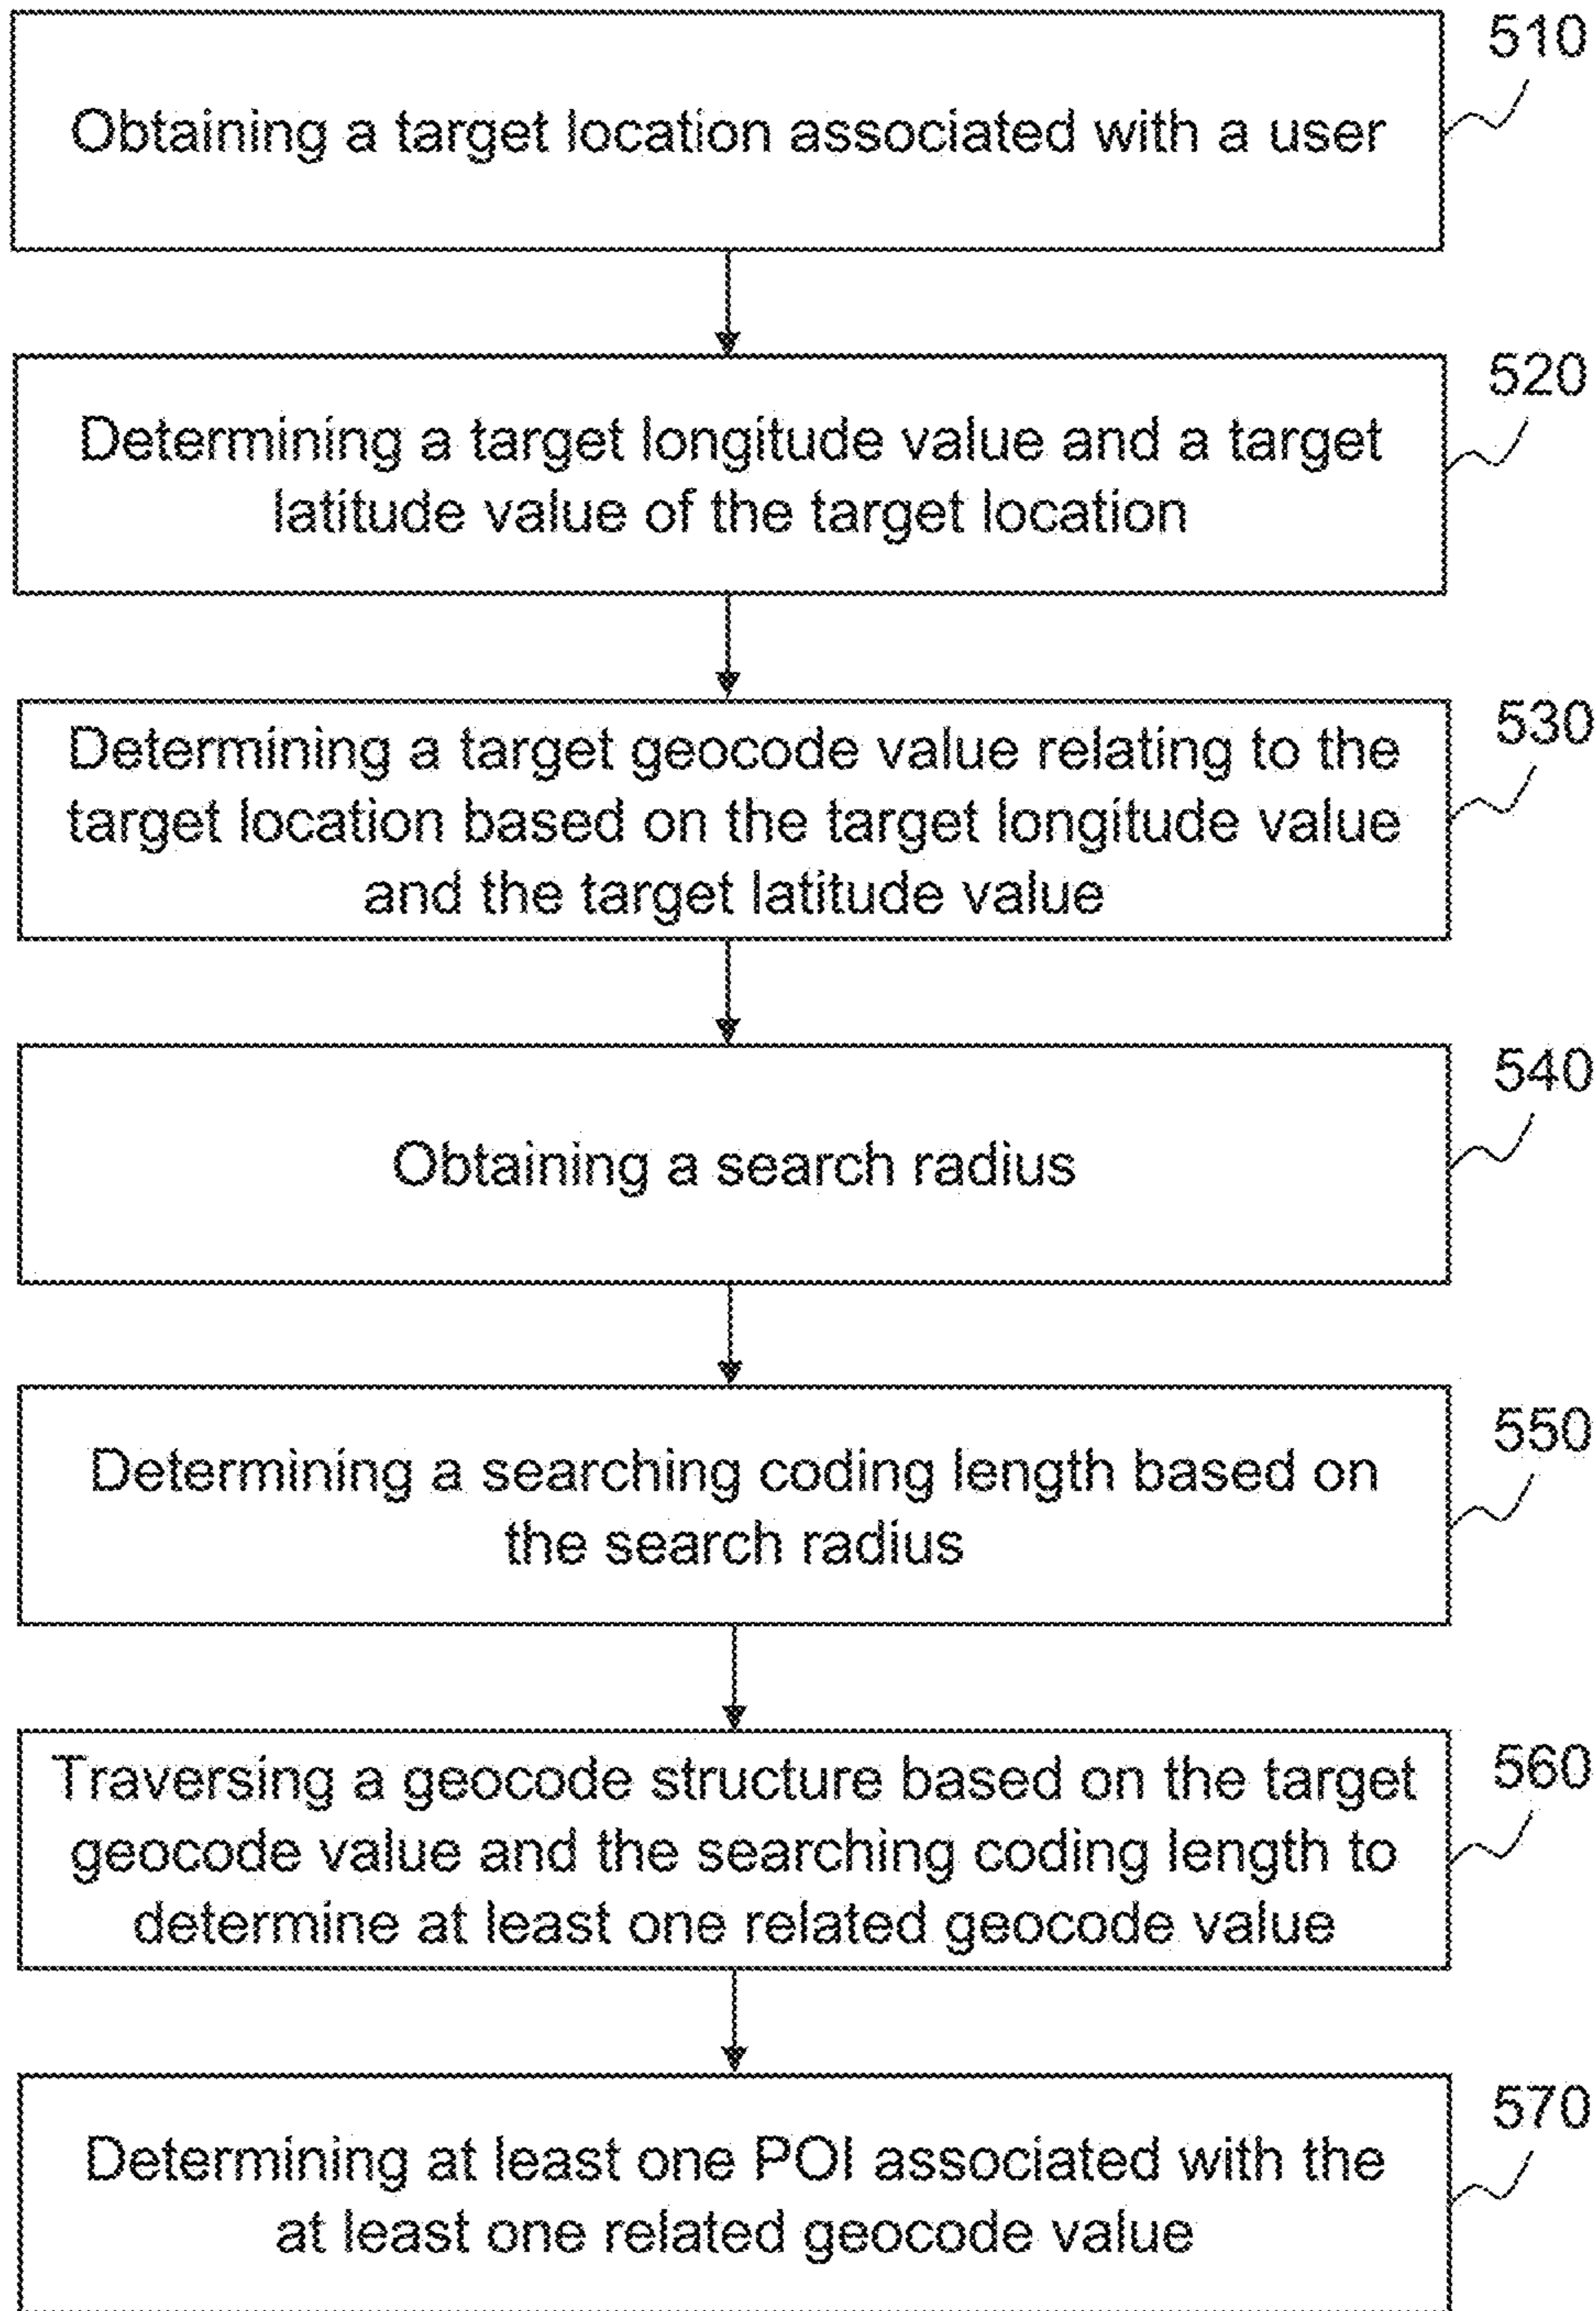 510
Obtaining a target location associated with a user
520
Determining a target longitude value and a target
latitude value of the target location
530
Determining a target geocode value relating to the
target location based on the target longitude value
and the target latitude value
540
Obtaining a search radius
550
Determining a searching coding length based on
the search radius
560
Traversing a geocode structure based on the target
geocode value and the searching coding length to
determine at least one related geocode value
570
Determining at least one POI associated with the
at least one related geocode value